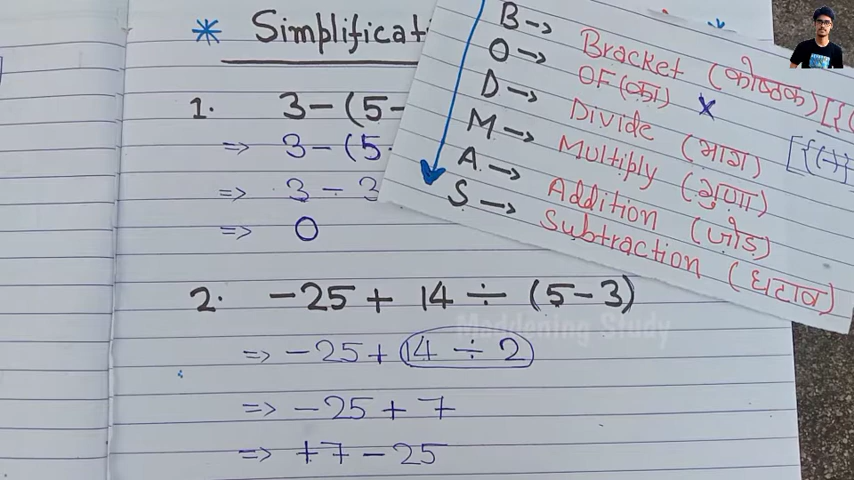 * Simplificati *
1. 3-(5-
=> 3-(5-
=> 3-3
=> 0
B → Bracket (कोष्ठक) [{(
O → OF (का) ×
D → Divide (भाग) [{(-)}
M → Multiply (गुणा)
A → Addition (जोड़)
S → Subtraction (घटाव)
2. -25 + 14 ÷ (5-3)
Maddening Study
=> -25 + 14 ÷ 2
=> -25 + 7
=> +7 - 25